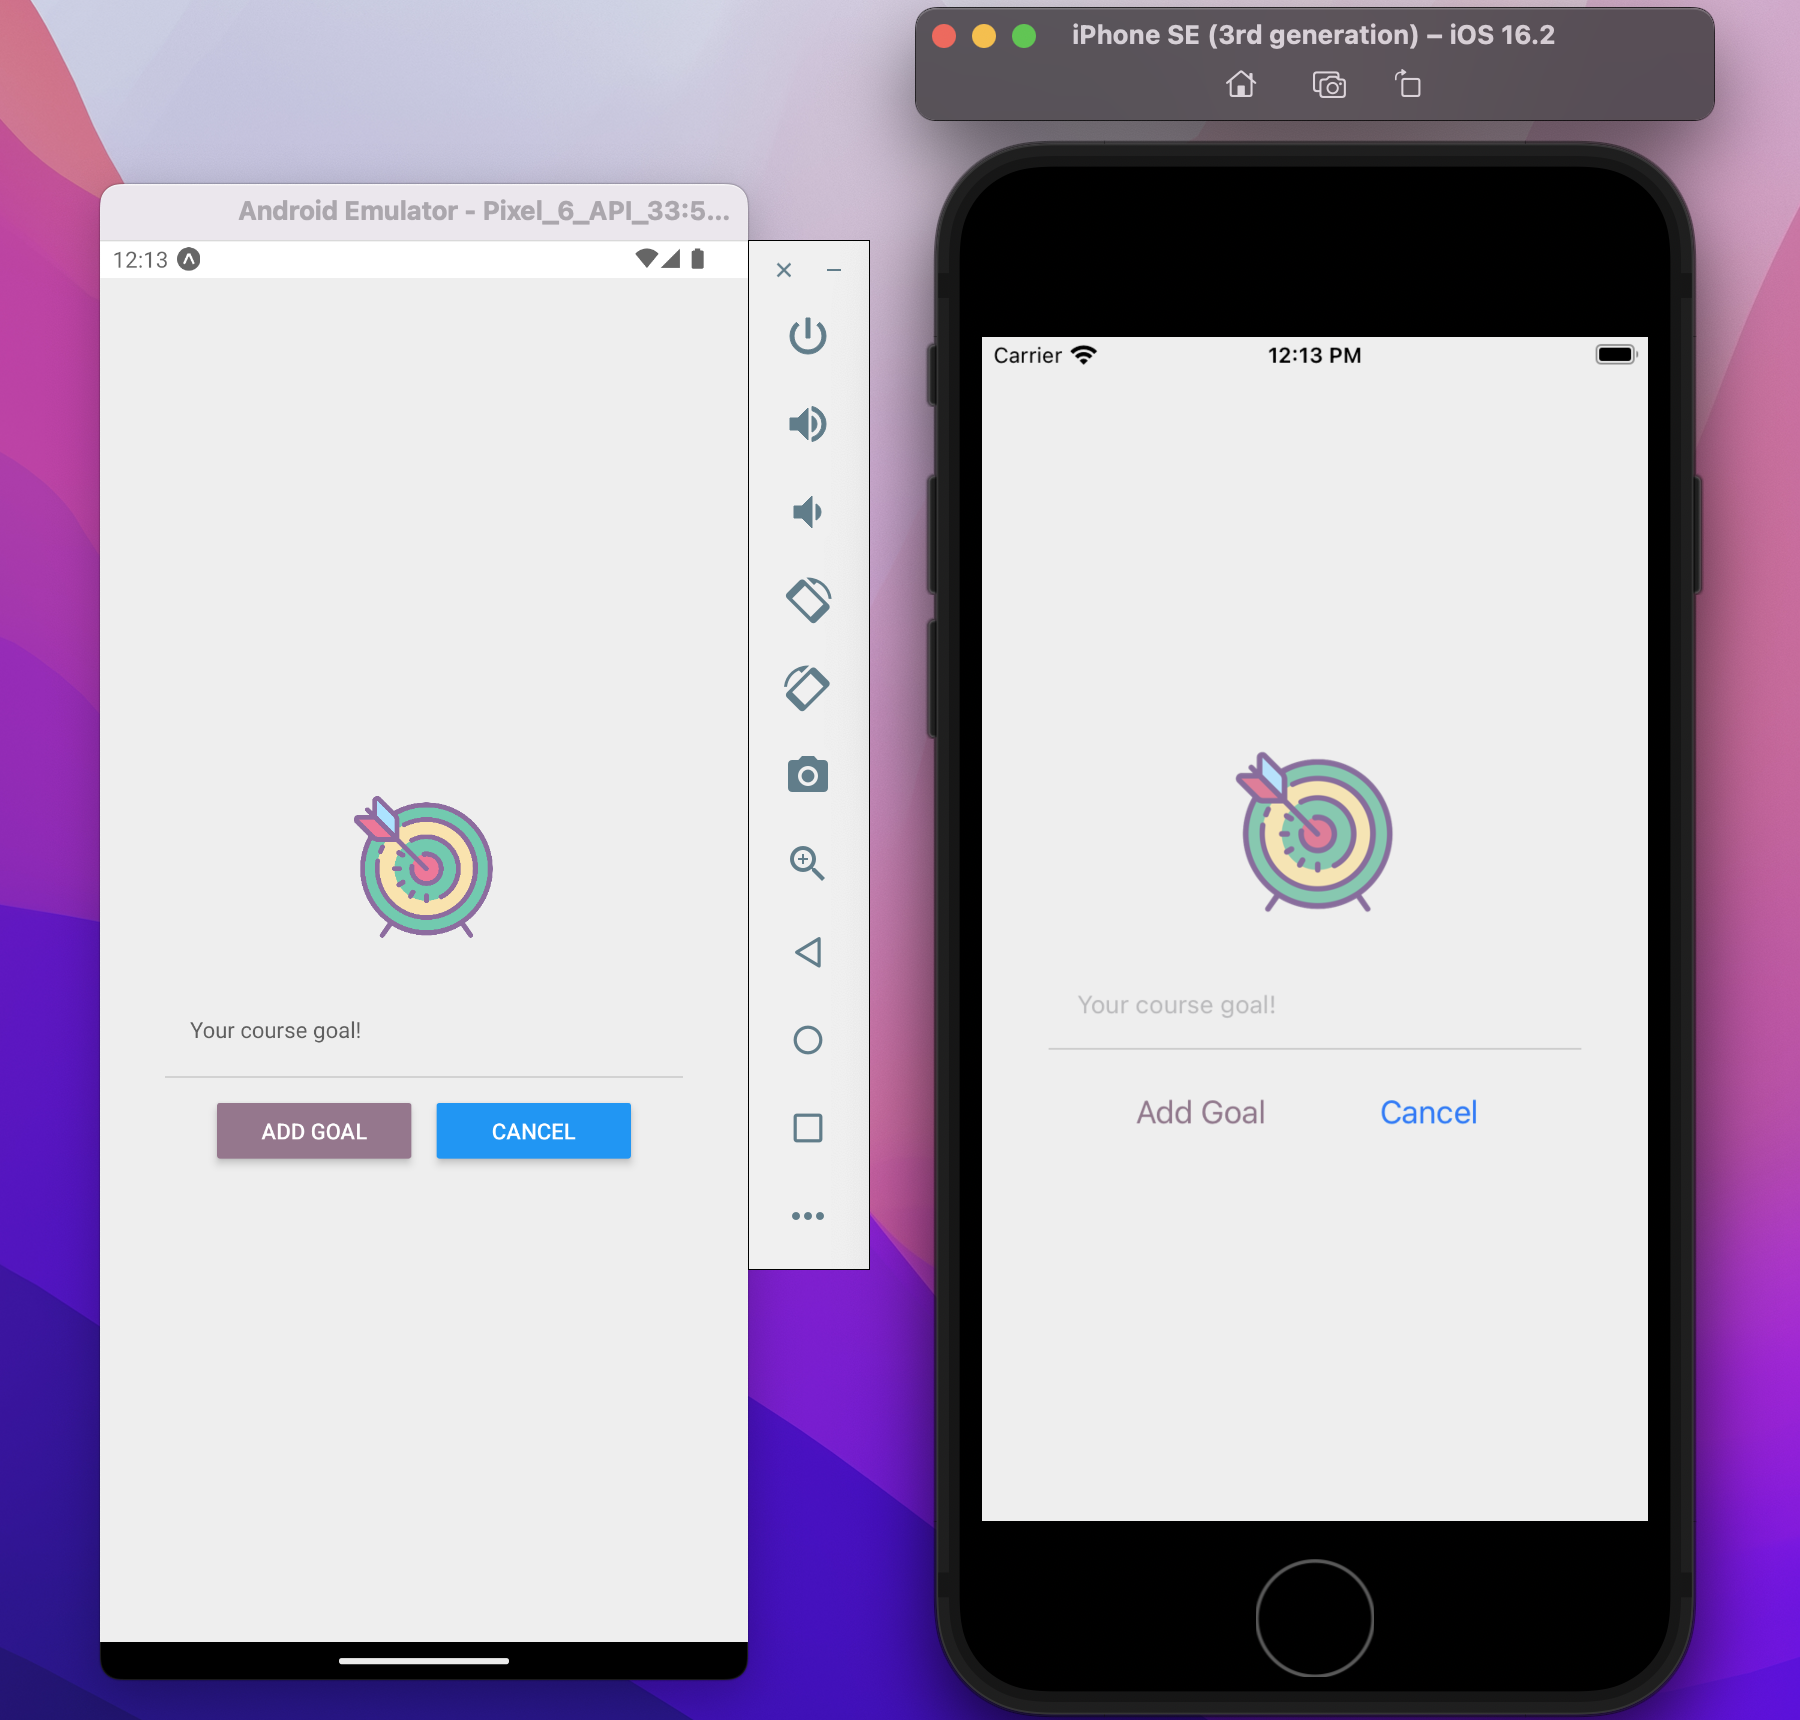 iPhone SE (3rd generation) – iOS 16.2
Android Emulator - Pixel_6_API_33:5...
12:13
Carrier
12:13 PM
Your course goal!
ADD GOAL
CANCEL
Your course goal!
Add Goal
Cancel